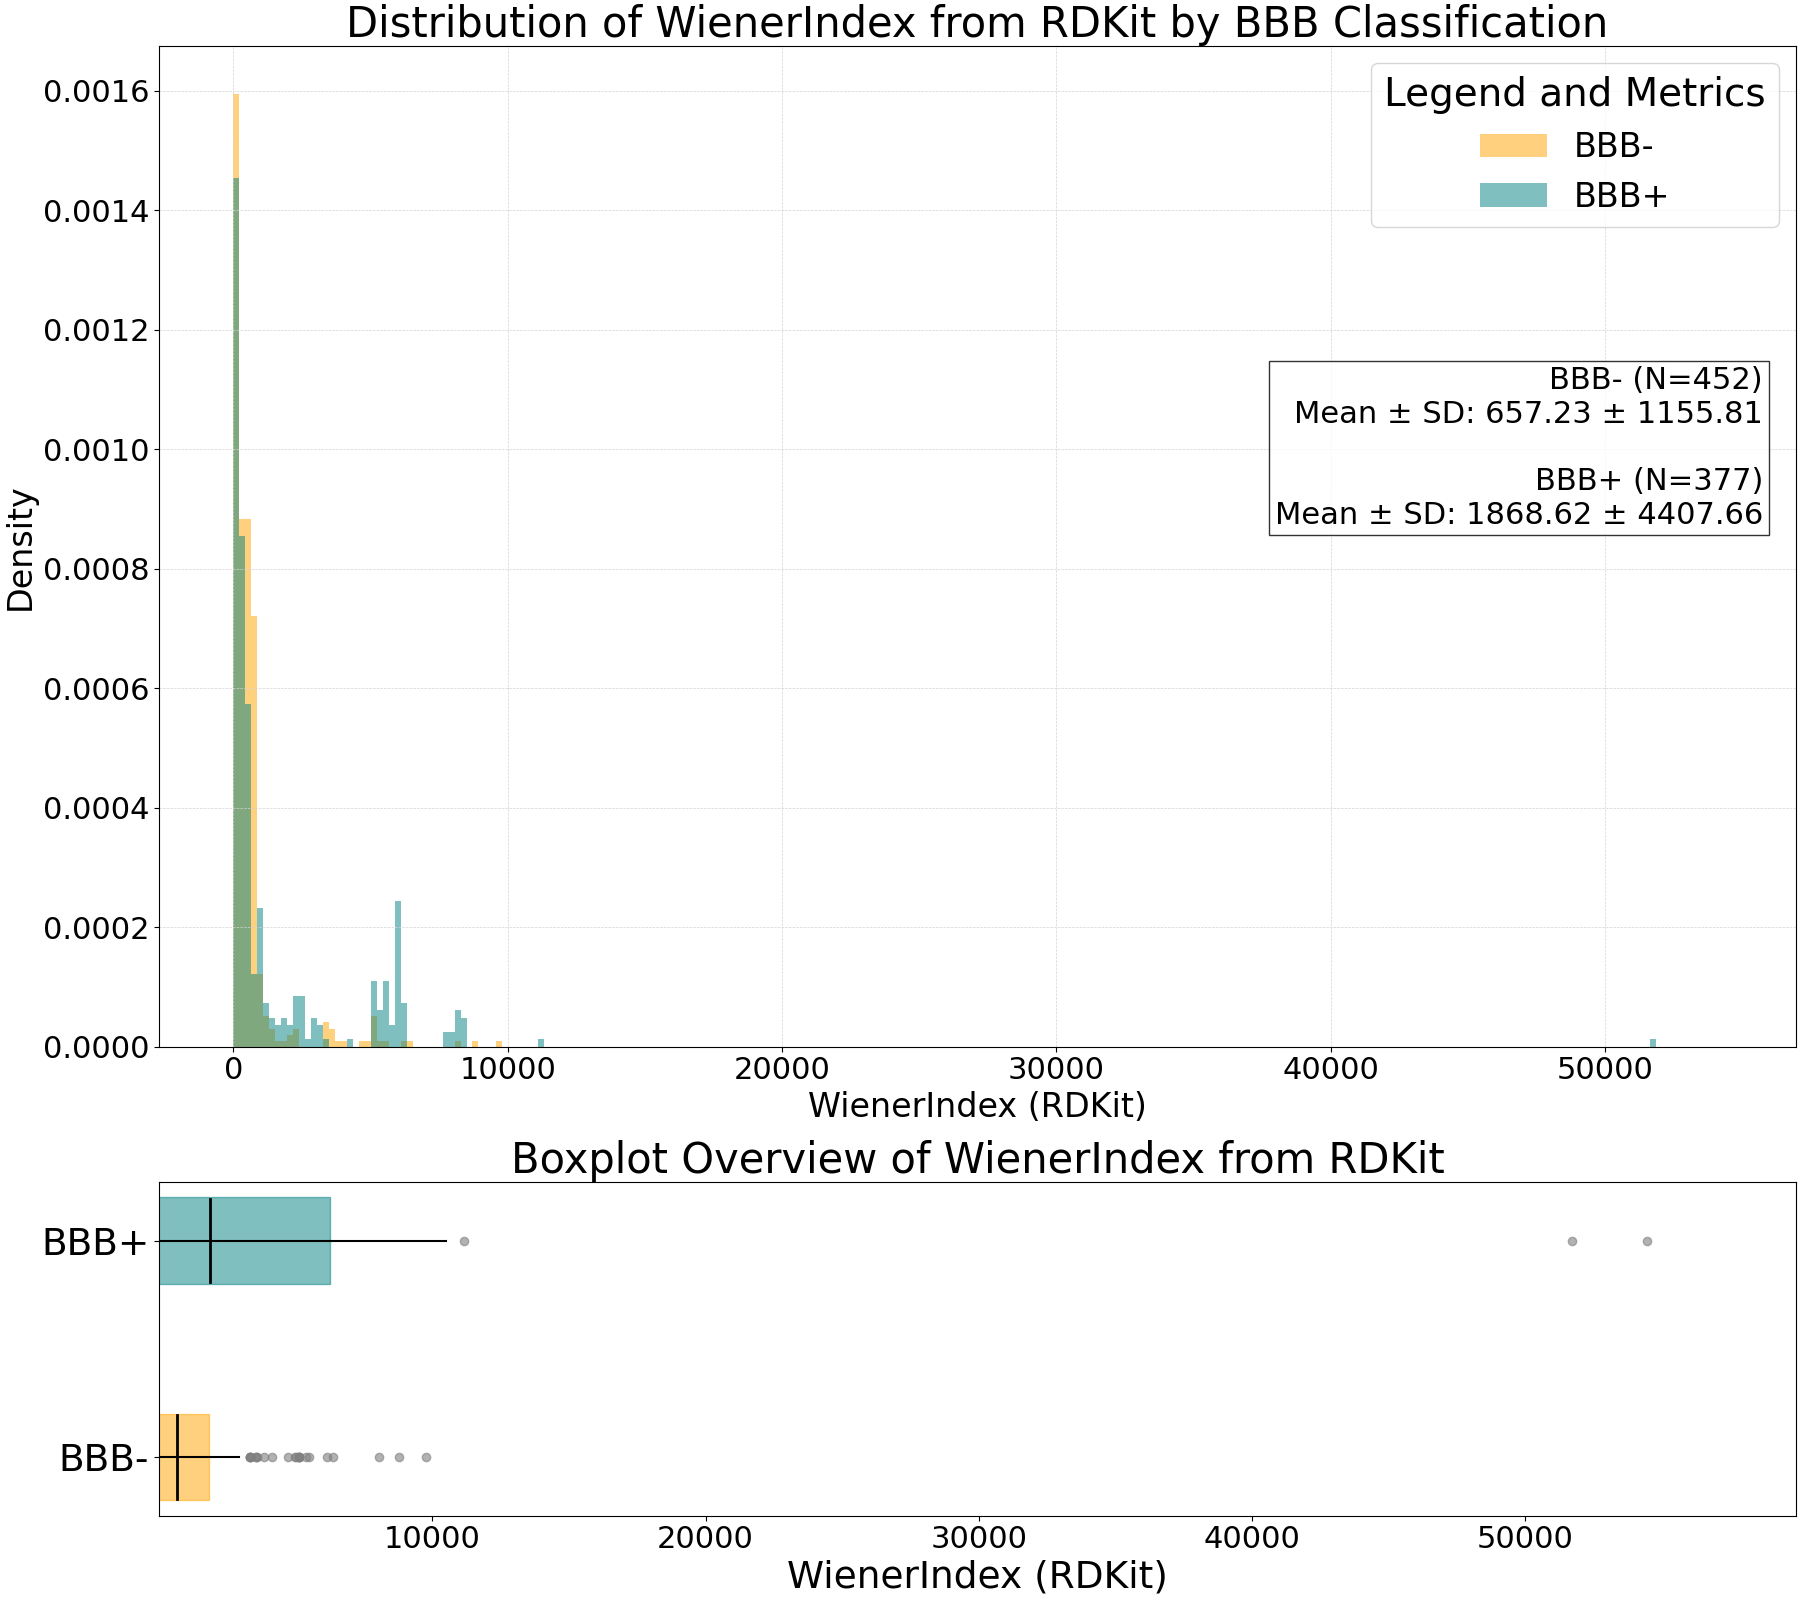 Distribution of WienerIndex from RDKit by BBB Classification
Legend and Metrics
BBB-
BBB+
BBB- (N=452)
Mean ± SD: 657.23 ± 1155.81
BBB+ (N=377)
Mean ± SD: 1868.62 ± 4407.66
Density
0.0016
0.0014
0.0012
0.0010
0.0008
0.0006
0.0004
0.0002
0.0000
0 10000 20000 30000 40000 50000
WienerIndex (RDKit)
Boxplot Overview of WienerIndex from RDKit
BBB+
BBB-
10000 20000 30000 40000 50000
WienerIndex (RDKit)